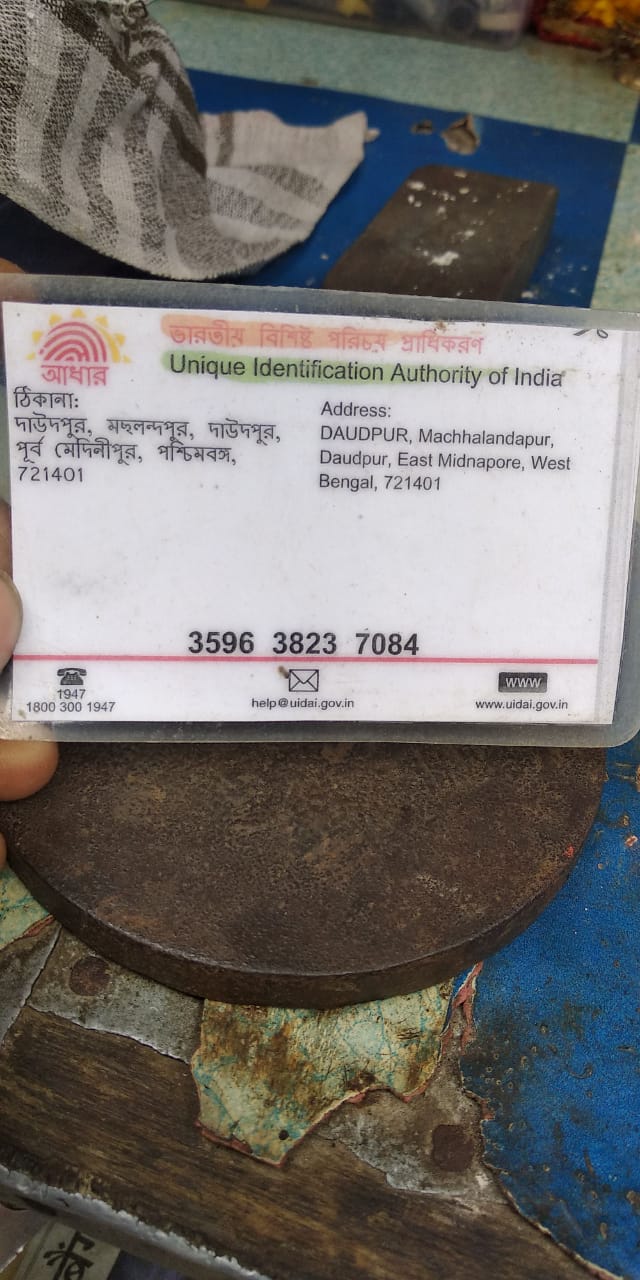 ভারতীয় বিশিষ্ট পরিচয় প্রাধিকরণ
Unique Identification Authority of India
আধার
ঠিকানা:
দাউদপুর, মছলন্দপুর, দাউদপুর,
পূর্ব মেদিনীপুর, পশ্চিমবঙ্গ,
721401
Address:
DAUDPUR, Machhalandapur,
Daudpur, East Midnapore, West
Bengal, 721401
3596 3823 7084
1947
1800 300 1947
help@uidai.gov.in
www
www.uidai.gov.in